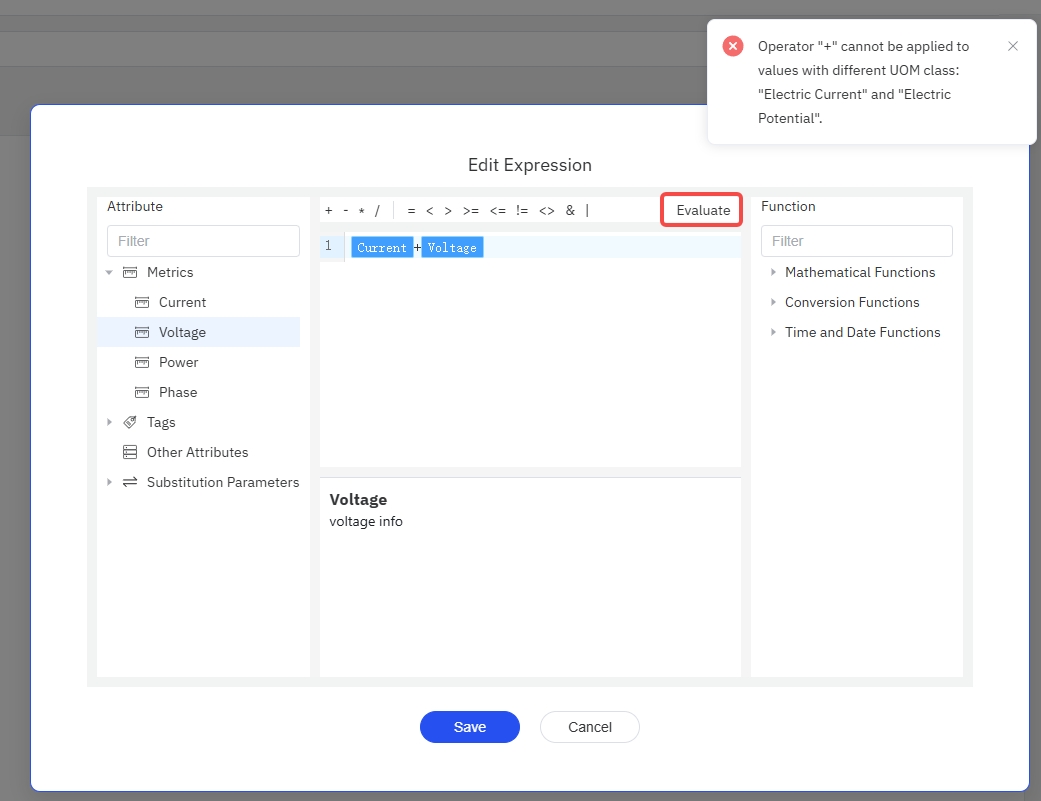 Operator "+" cannot be applied to
values with different UOM class:
"Electric Current" and "Electric
Potential".
Edit Expression
Attribute
Filter
Metrics
Current
Voltage
Power
Phase
Tags
Other Attributes
Substitution Parameters
+ - * / = < > >= <= != <> & |
Evaluate
1 Current+Voltage
Voltage
voltage info
Function
Filter
Mathematical Functions
Conversion Functions
Time and Date Functions
Save
Cancel